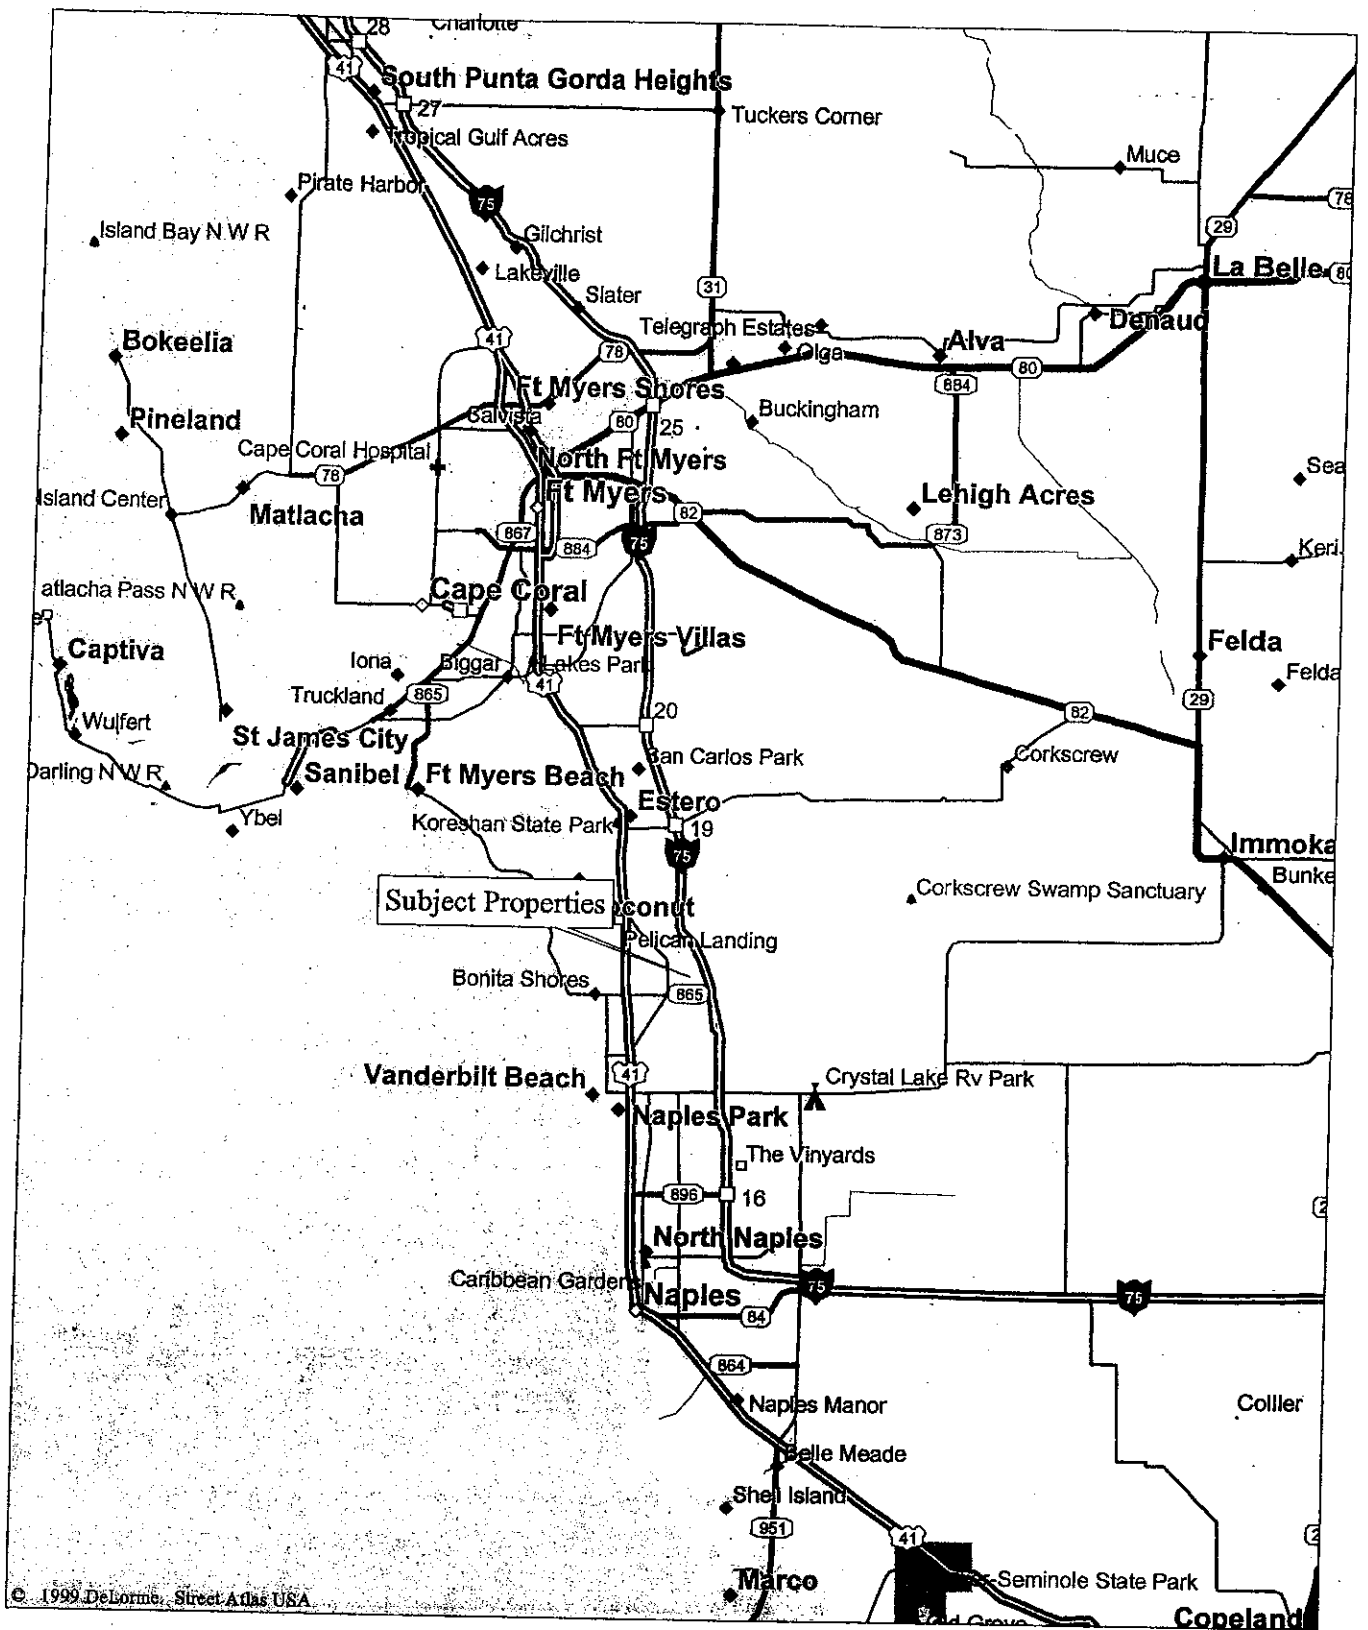 Charlotte
28
41
South Punta Gorda Heights
27
Tuckers Corner
Tropical Gulf Acres
Muce
Pirate Harbor
75
78
Island Bay N W R
29
Gilchrist
Lakeville
La Belle
80
31
Slater
Denaud
Telegraph Estates
Bokeelia
41
78
Olga
Alva
80
884
Ft Myers Shores
Pineland
Salvista
80
25
Buckingham
Cape Coral Hospital
North Ft Myers
78
Sea
Island Center
Matlacha
Ft Myers
82
Lehigh Acres
867
884
75
873
Keri
atlacha Pass N W R
Cape Coral
Captiva
Ft Myers Villas
Felda
Iona
Biggar
Lakes Park
Felda
Truckland
865
41
29
Wulfert
20
82
St James City
San Carlos Park
Corkscrew
Darling N W R
Sanibel
Ft Myers Beach
Estero
Ybel
Koreshan State Park
19
75
Immoka
Bunke
Corkscrew Swamp Sanctuary
Subject Properties
conut
Pelican Landing
Bonita Shores
865
Vanderbilt Beach
41
Crystal Lake Rv Park
Naples Park
The Vinyards
896
16
North Naples
Caribbean Gardens
75
75
Naples
84
864
Naples Manor
Collier
Belle Meade
Shell Island
951
41
Marco
r-Seminole State Park
Copeland
© 1999 DeLorme. Street Atlas USA